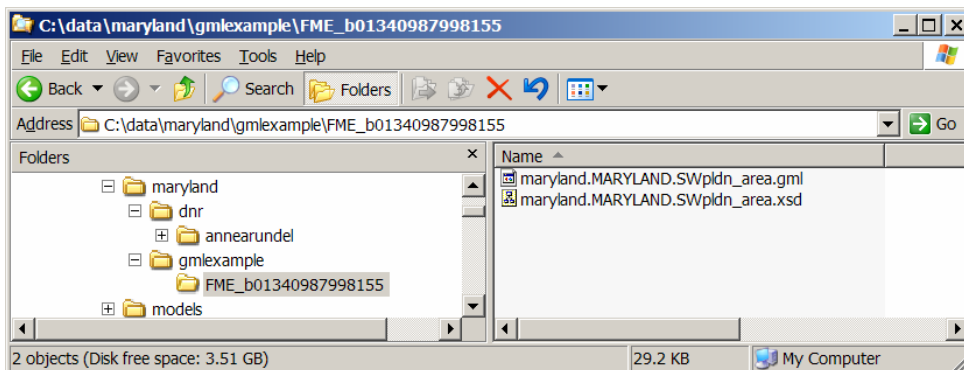 C:\data\maryland\gmlexample\FME_b01340987998155
File Edit View Favorites Tools Help
Back Search Folders
Address C:\data\maryland\gmlexample\FME_b01340987998155 Go
Folders
Name
maryland
dnr
annearundel
gmlexample
FME_b01340987998155
models
maryland.MARYLAND.SWpldn_area.gml
maryland.MARYLAND.SWpldn_area.xsd
2 objects (Disk free space: 3.51 GB) 29.2 KB My Computer